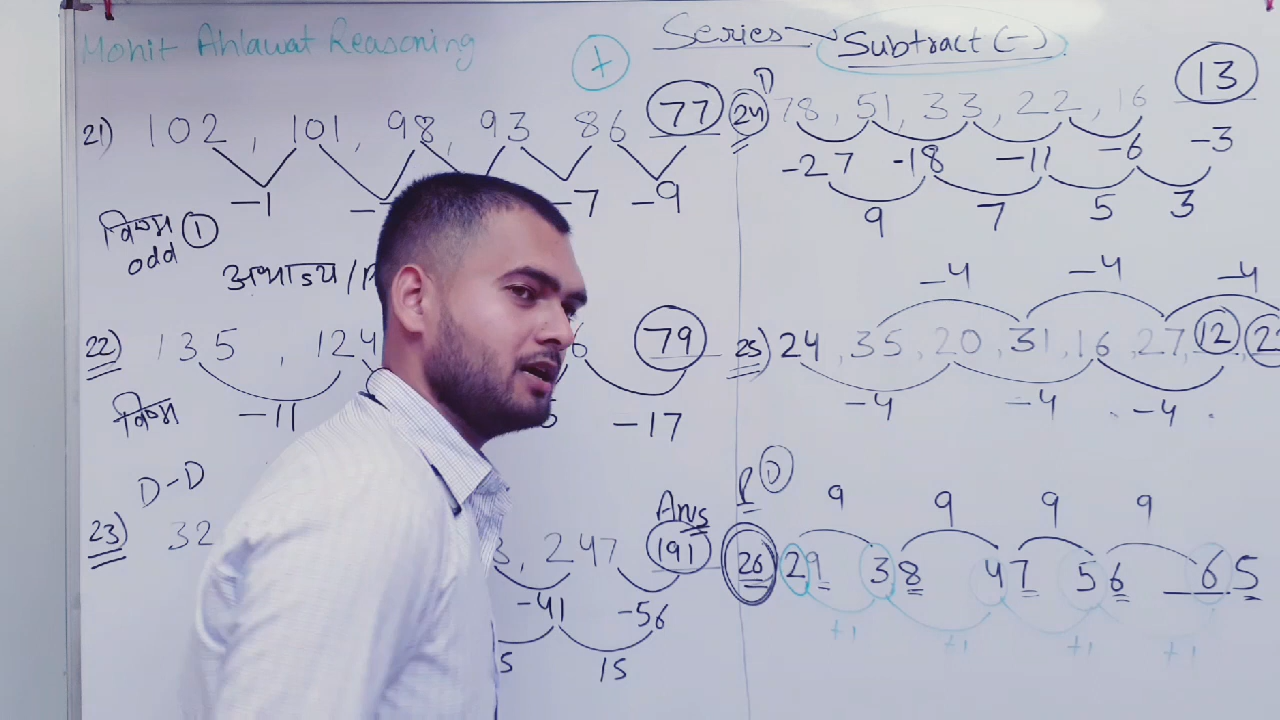 Mohit Ahlawat Reasoning
+
Series → Subtract (-)
21) 102, 101, 98, 93, 86 77
-1 -7 -9
विषम 1
odd
22) 135, 124 79
-11 -17
विषम
D-D
23) 32 3, 247 191
Ans
-41 -56
5 15
24) 78, 51, 33, 22, 16 13
D
-27 -18 -11 -6 -3
9 7 5 3
-4 -4 -4
25) 24, 35, 20, 31, 16, 27, 12
-4 -4 -4
9 9 9 9
26 29 38 47 56 65
+1 +1 +1 +1